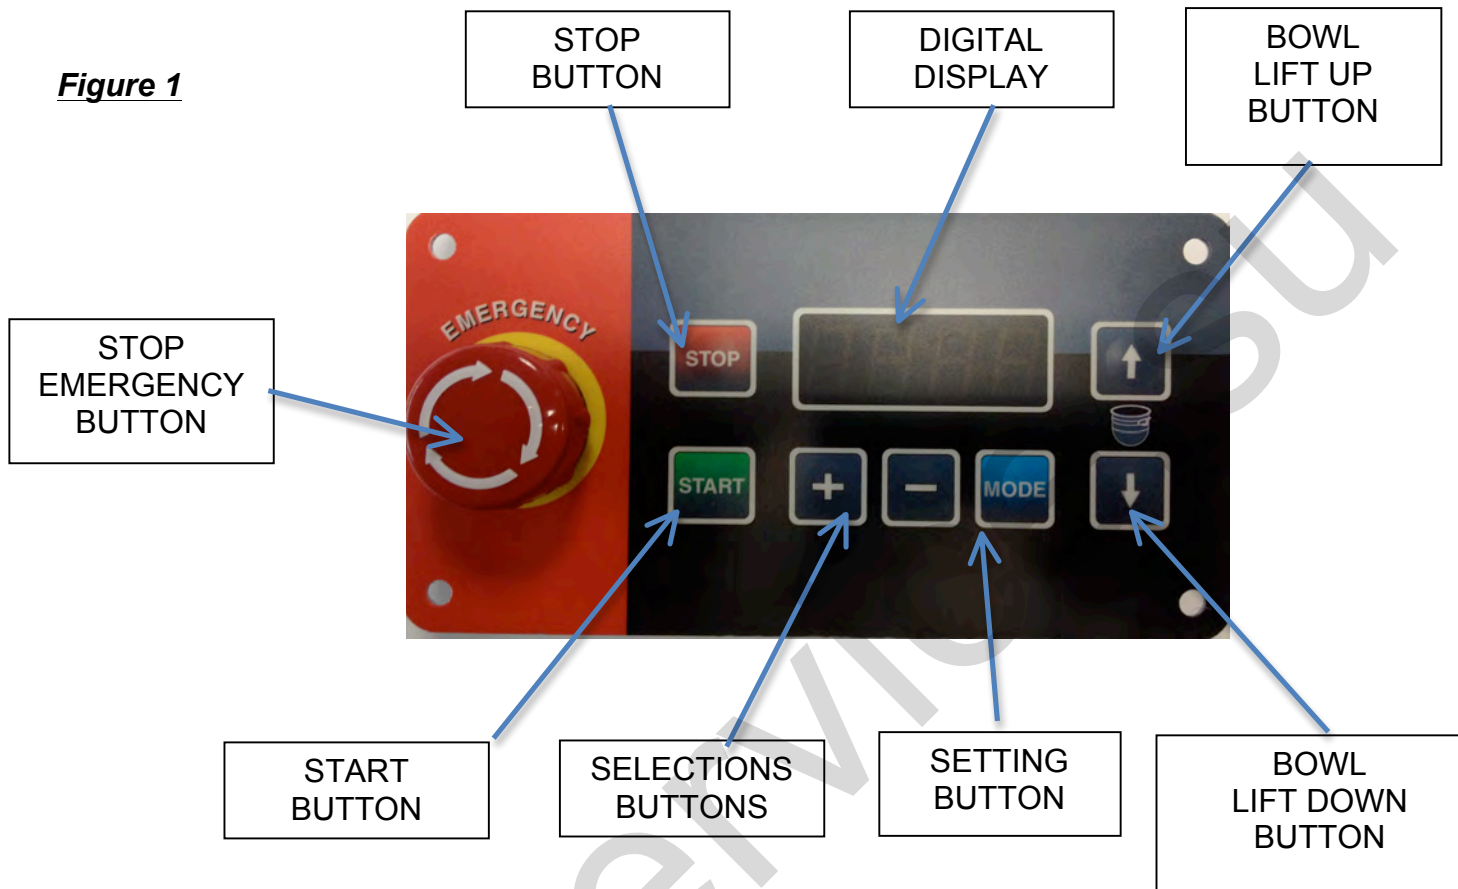 Figure 1
STOP
BUTTON
DIGITAL
DISPLAY
BOWL
LIFT UP
BUTTON
STOP
EMERGENCY
BUTTON
EMERGENCY
STOP
START
+
−
MODE
START
BUTTON
SELECTIONS
BUTTONS
SETTING
BUTTON
BOWL
LIFT DOWN
BUTTON